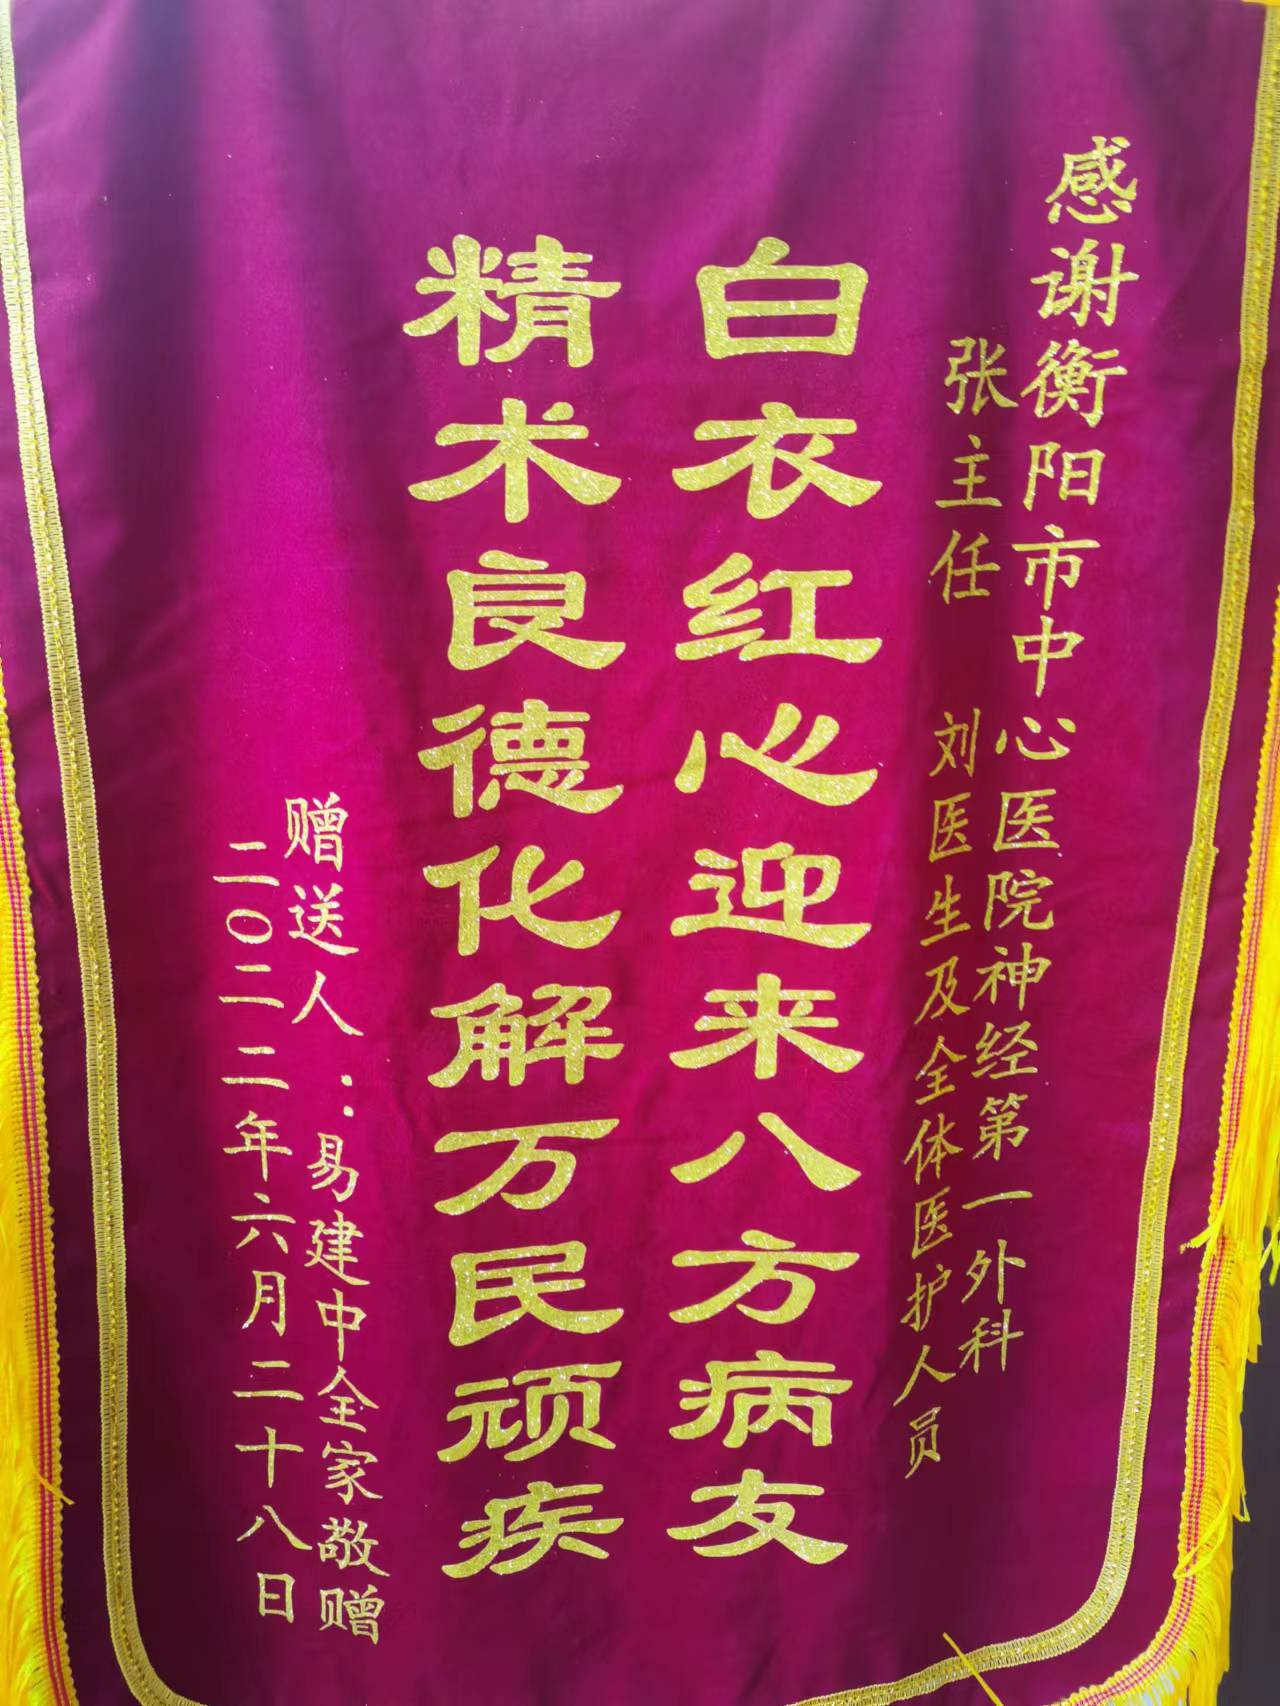 感谢衡阳市中心医院神经第一外科
张主任 刘医生及全体医护人员
白衣红心迎来八方病友
精术良德化解万民顽疾
赠送人：易建中全家敬赠
二〇二二年六月二十八日